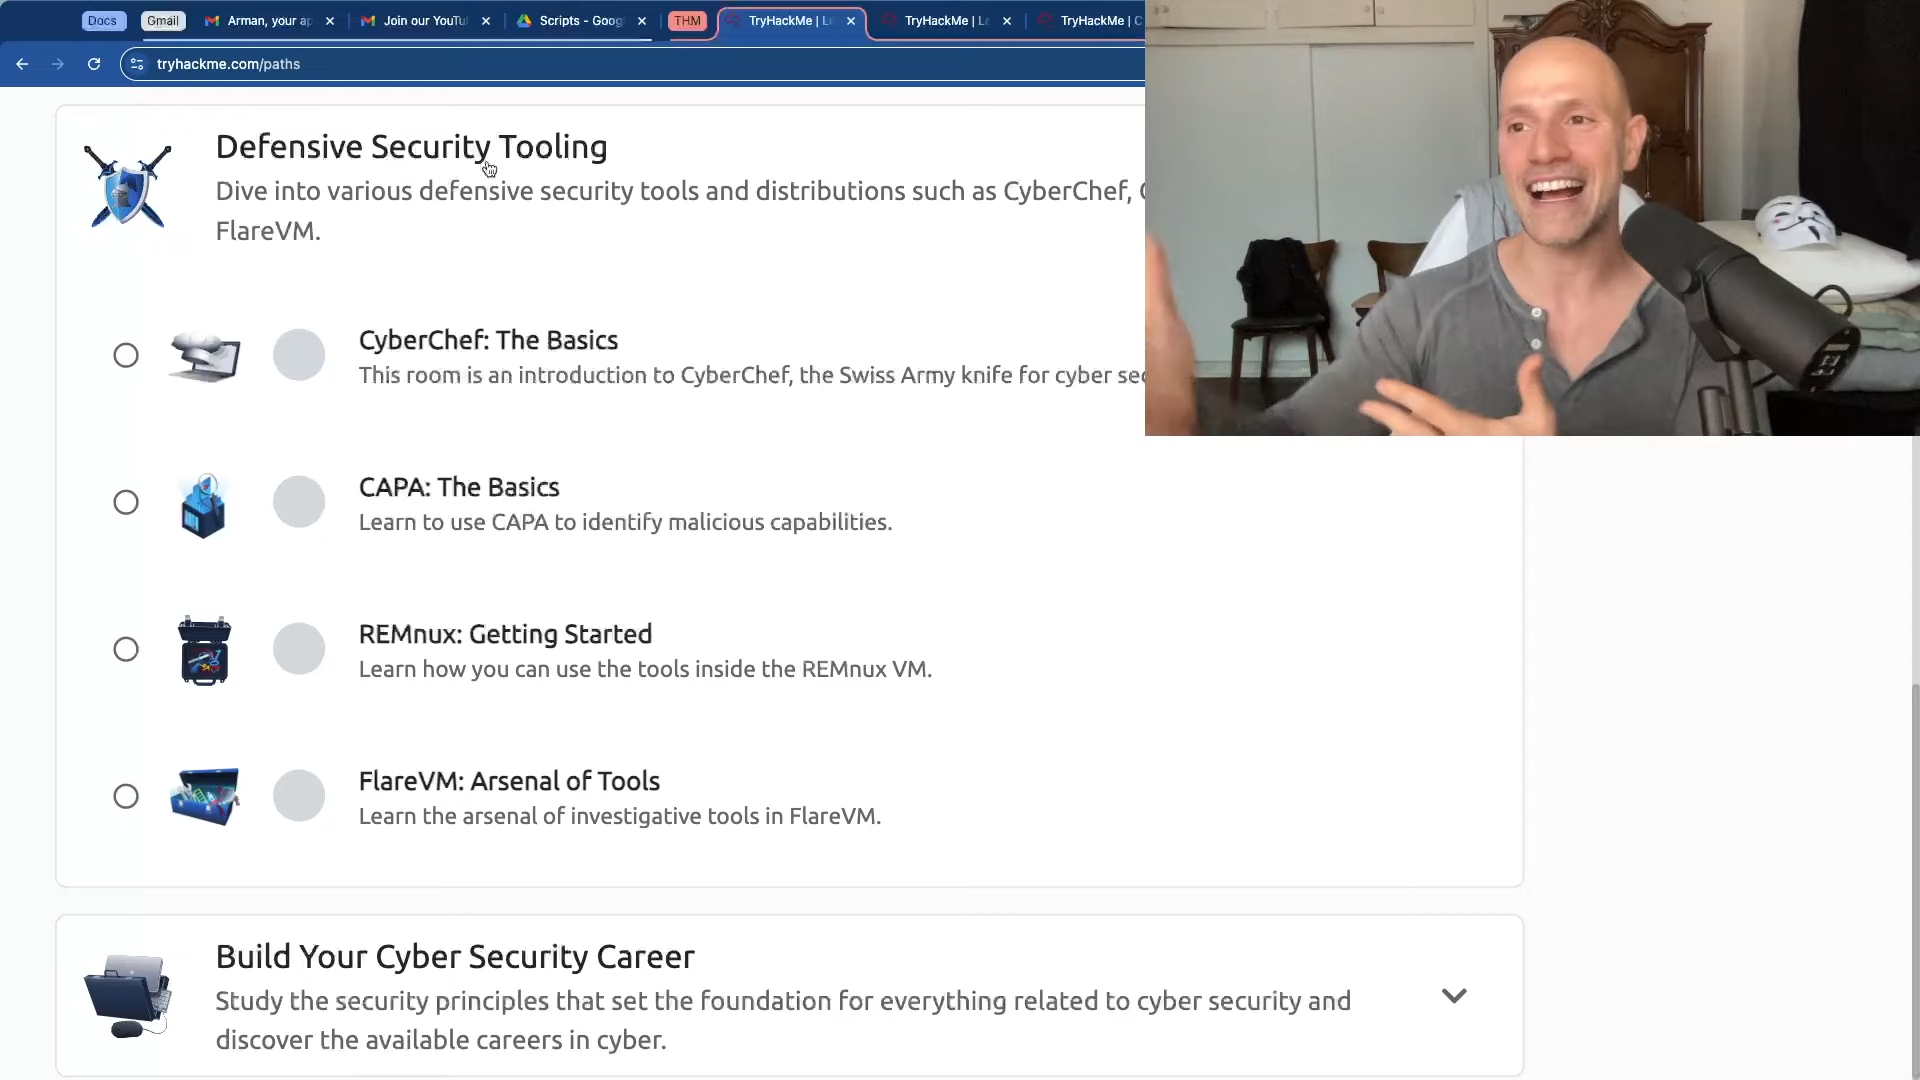 Docs
Gmail
Arman, your ap
Join our YouTu
Scripts - Goog
THM
TryHackMe | Le
TryHackMe | Le
TryHackMe | C
tryhackme.com/paths
Defensive Security Tooling
Dive into various defensive security tools and distributions such as CyberChef,
FlareVM.
CyberChef: The Basics
This room is an introduction to CyberChef, the Swiss Army knife for cyber sec
CAPA: The Basics
Learn to use CAPA to identify malicious capabilities.
REMnux: Getting Started
Learn how you can use the tools inside the REMnux VM.
FlareVM: Arsenal of Tools
Learn the arsenal of investigative tools in FlareVM.
Build Your Cyber Security Career
Study the security principles that set the foundation for everything related to cyber security and
discover the available careers in cyber.